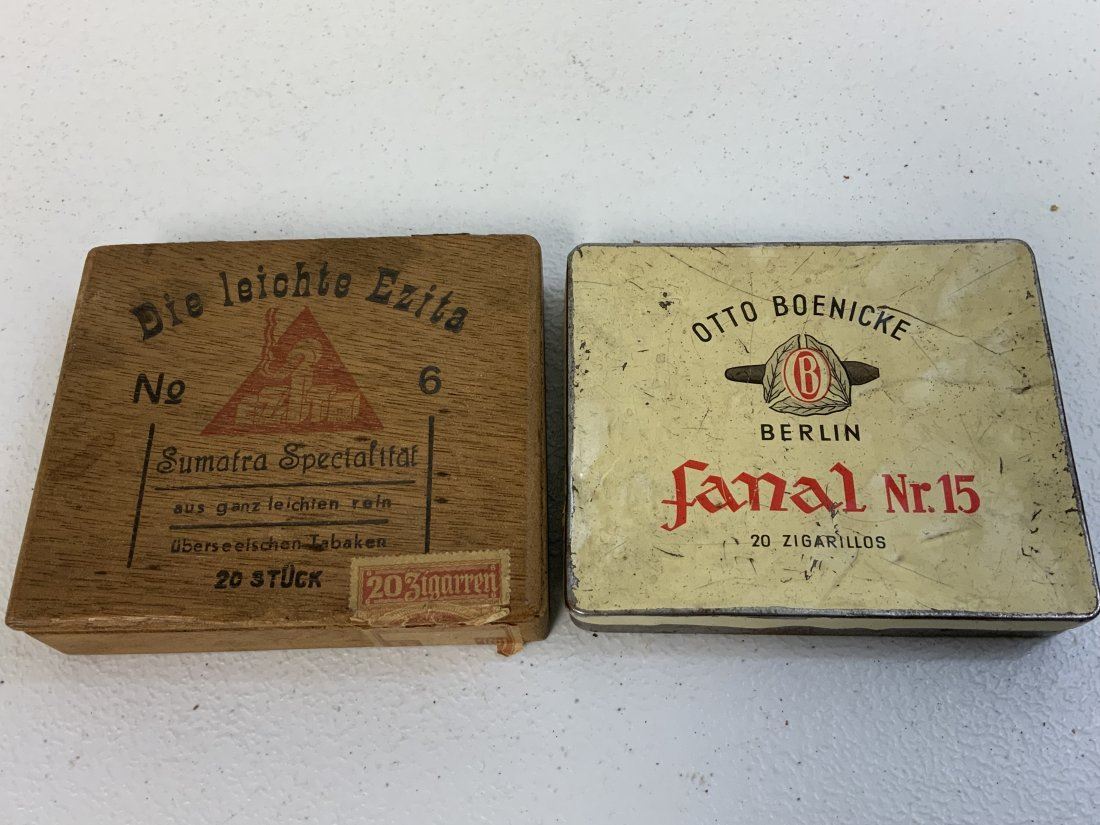 Die leichte Ezita
No 6
Sumatra Specialität
aus ganz leichten rein
überseeischen Tabaken
20 STÜCK
20 Zigarren
OTTO BOENICKE
B
BERLIN
fanal Nr. 15
20 ZIGARILLOS